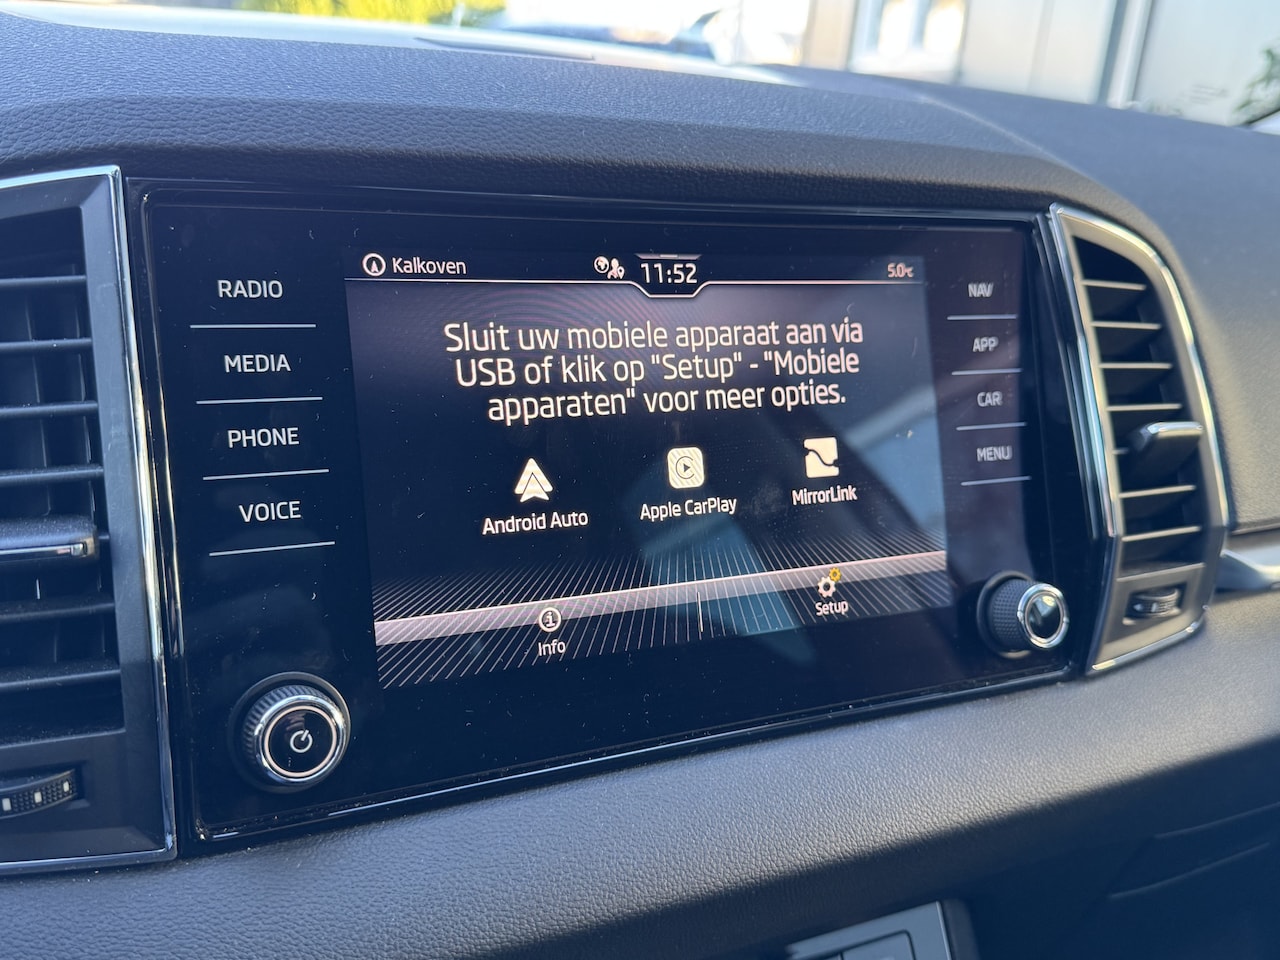 RADIO
MEDIA
PHONE
VOICE
Kalkoven
11:52
5.0°C
Sluit uw mobiele apparaat aan via
USB of klik op "Setup" - "Mobiele
apparaten" voor meer opties.
Android Auto
Apple CarPlay
MirrorLink
Info
Setup
NAV
APP
CAR
MENU